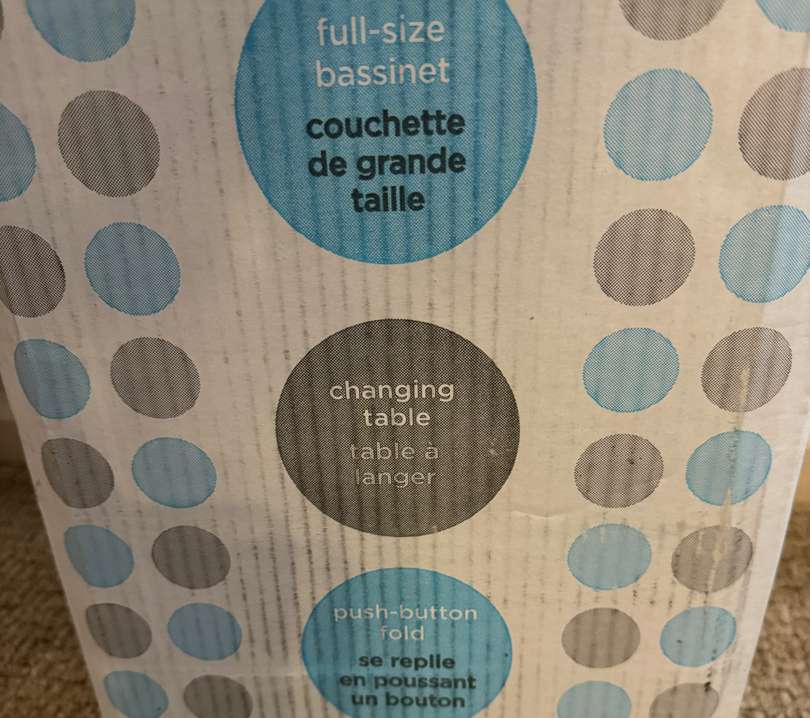 full-size
bassinet
couchette
de grande
taille
changing
table
table à
langer
push-button
fold
se replie
en poussant
un bouton